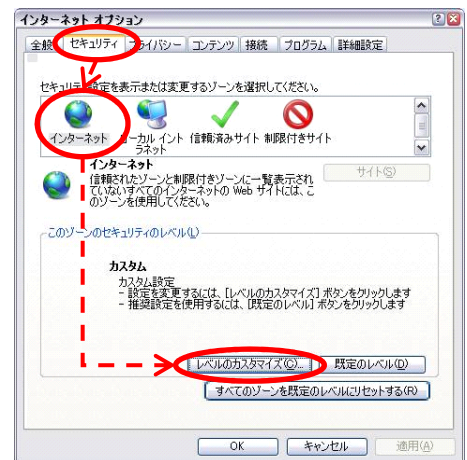 インターネット オプション
全般 セキュリティ プライバシー コンテンツ 接続 プログラム 詳細設定
セキュリティ設定を表示または変更するゾーンを選択してください。
インターネット ローカル イントラネット 信頼済みサイト 制限付きサイト
インターネット
サイト(S)
信頼されたゾーンと制限付きゾーンに一覧表示され
ていないすべてのインターネットの Web サイトには、こ
のゾーンを使用してください。
このゾーンのセキュリティのレベル(L)
カスタム
カスタム設定
- 設定を変更するには、[レベルのカスタマイズ] ボタンをクリックします
- 推奨設定を使用するには、[既定のレベル] ボタンをクリックします
レベルのカスタマイズ(C)... 既定のレベル(D)
すべてのゾーンを既定のレベルにリセットする(R)
OK キャンセル 適用(A)